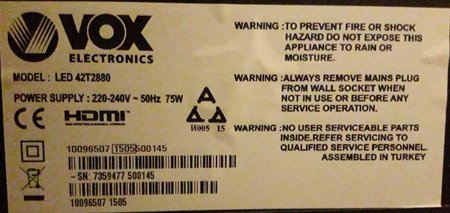 VOX
ELECTRONICS
MODEL : LED 42T2880
POWER SUPPLY : 220-240V ~ 50Hz 75W
CE HDMI
И005 15
10096507 1505500145
- SN: 7359477 500145
10096507 1505
WARNING :TO PREVENT FIRE OR SHOCK
HAZARD DO NOT EXPOSE THIS
APPLIANCE TO RAIN OR
MOISTURE.
WARNING :ALWAYS REMOVE MAINS PLUG
FROM WALL SOCKET WHEN
NOT IN USE OR BEFORE ANY
SERVICE OPERATION.
WARNING :NO USER SERVICEABLE PARTS
INSIDE.REFER SERVICING TO
QUALIFIED SERVICE PERSONNEL.
ASSEMBLED IN TURKEY